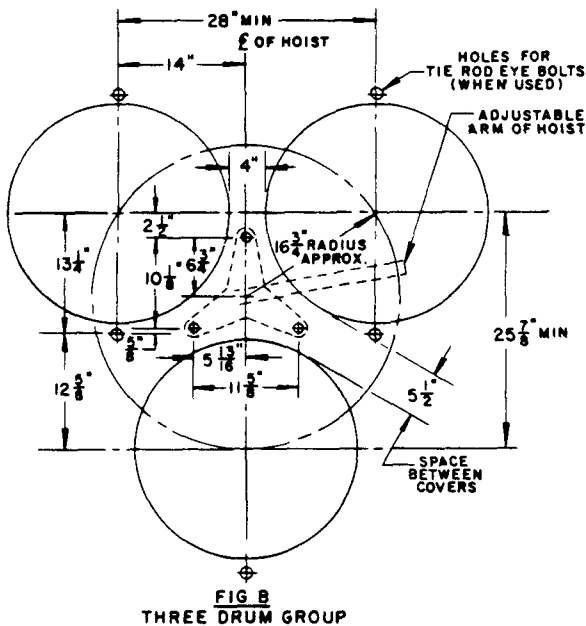 28" MIN
℄ OF HOIST
14"
HOLES FOR
TIE ROD EYE BOLTS
(WHEN USED)
ADJUSTABLE
ARM OF HOIST
4"
2 1/2"
13 1/4"
10 1/8"
6 3/4"
16 3/4" RADIUS
APPROX.
25 7/8" MIN
5/8"
5 13/16"
11 5/8"
12 5/8"
5 1/2"
SPACE
BETWEEN
COVERS
FIG B
THREE DRUM GROUP